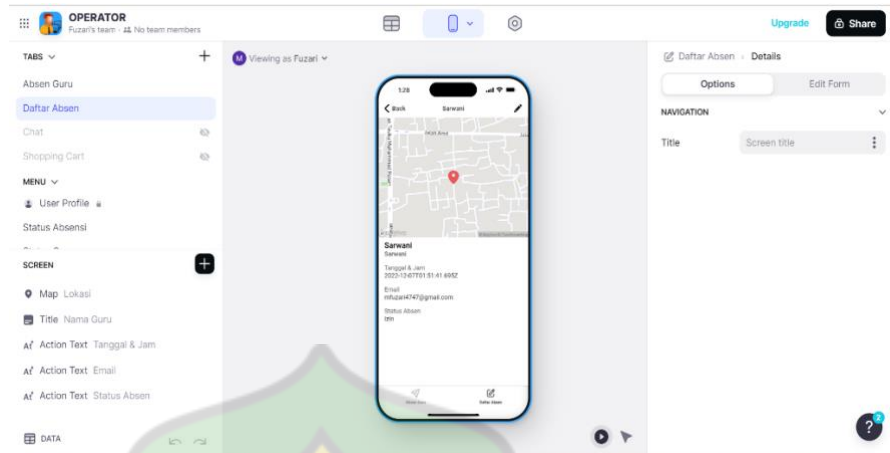 OPERATOR
Fuzari's team · No team members
Upgrade
Share
TABS
Absen Guru
Daftar Absen
Chat
Shopping Cart
MENU
User Profile
Status Absensi
SCREEN
Map Lokasi
Title Nama Guru
Action Text Tanggal & Jam
Action Text Email
Action Text Status Absen
DATA
M Viewing as Fuzari
1:28
Back Sarwani
Sarwani
Sarwani
Tanggal & Jam
2022-12-07T01:51:41.695Z
Email
mfuzari4747@gmail.com
Status Absen
Izin
Daftar Absen
Daftar Absen › Details
Options Edit Form
NAVIGATION
Title Screen title
? 2